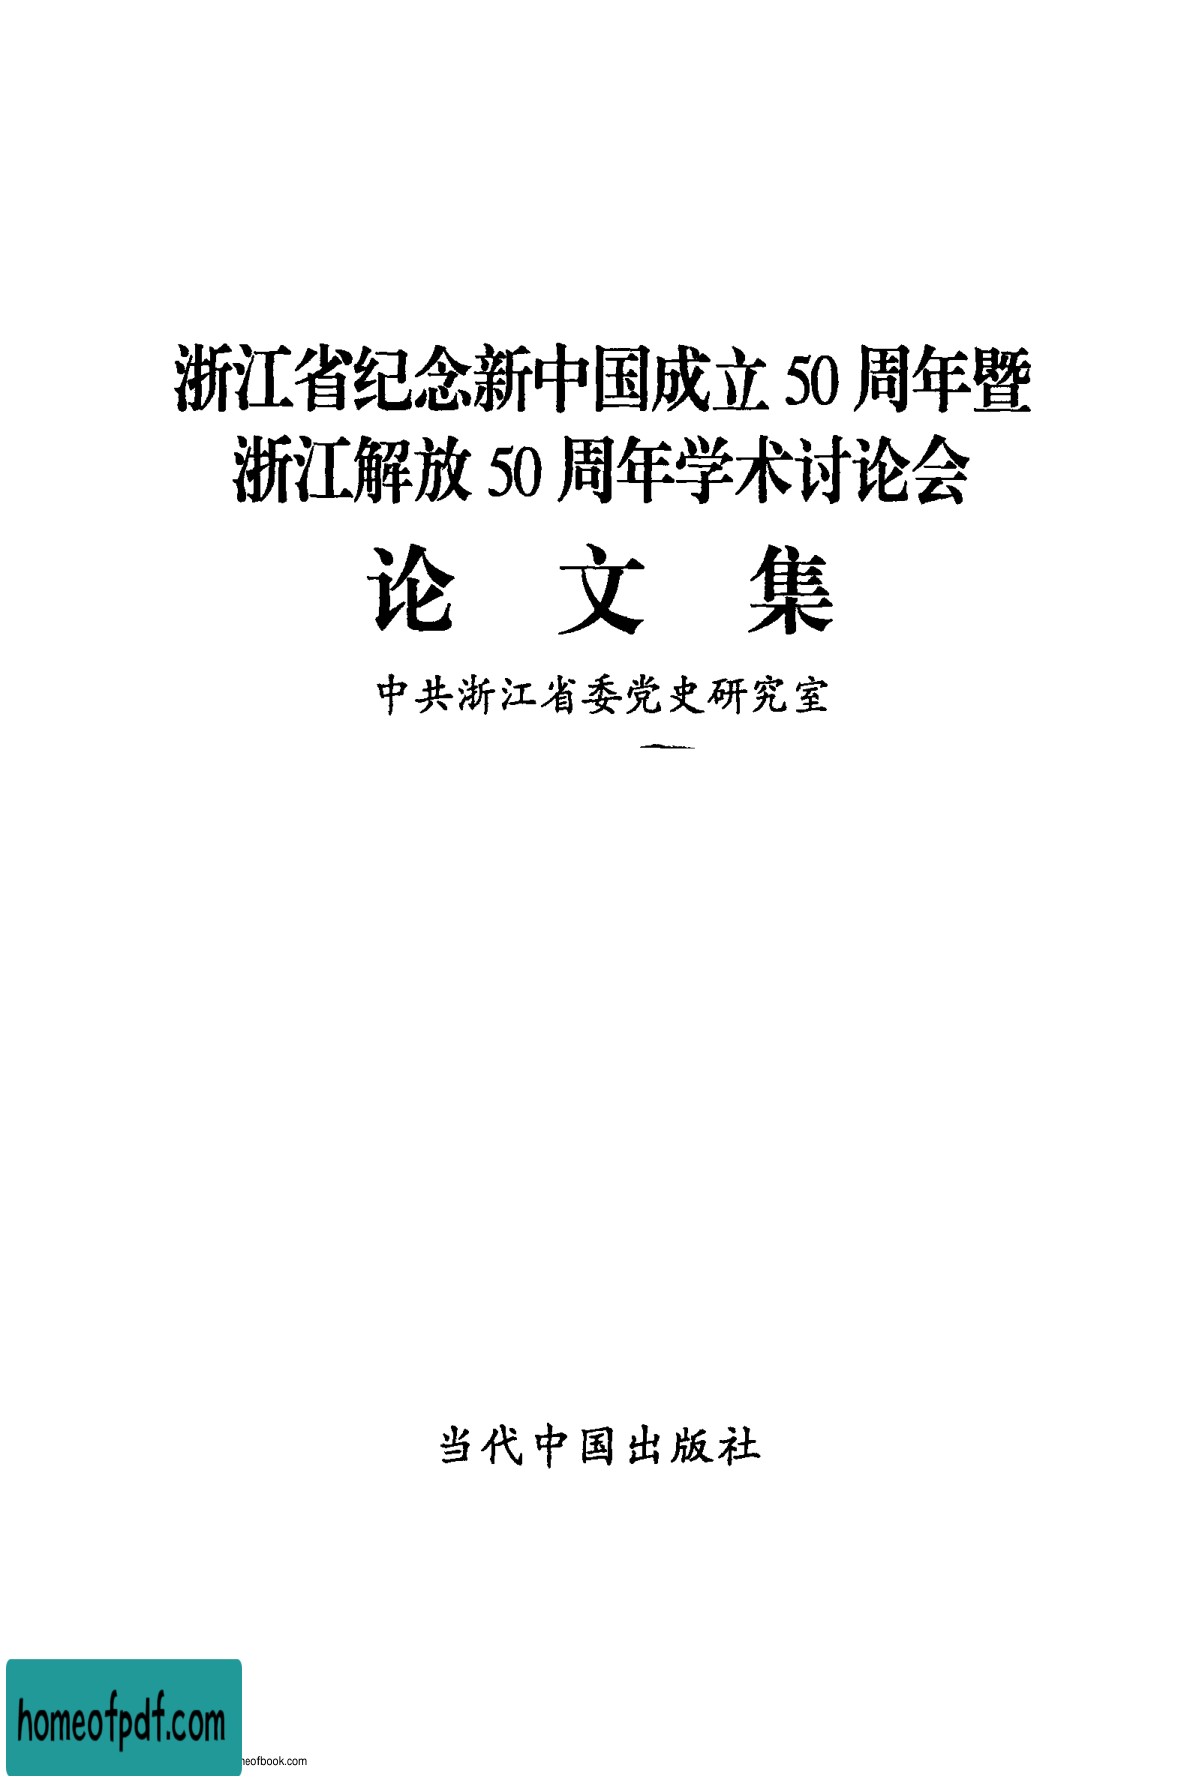 浙江省纪念新中国成立50周年暨
浙江解放50周年学术讨论会
论文集
中共浙江省委党史研究室
当代中国出版社
homeofpdf.com
eofbook.com